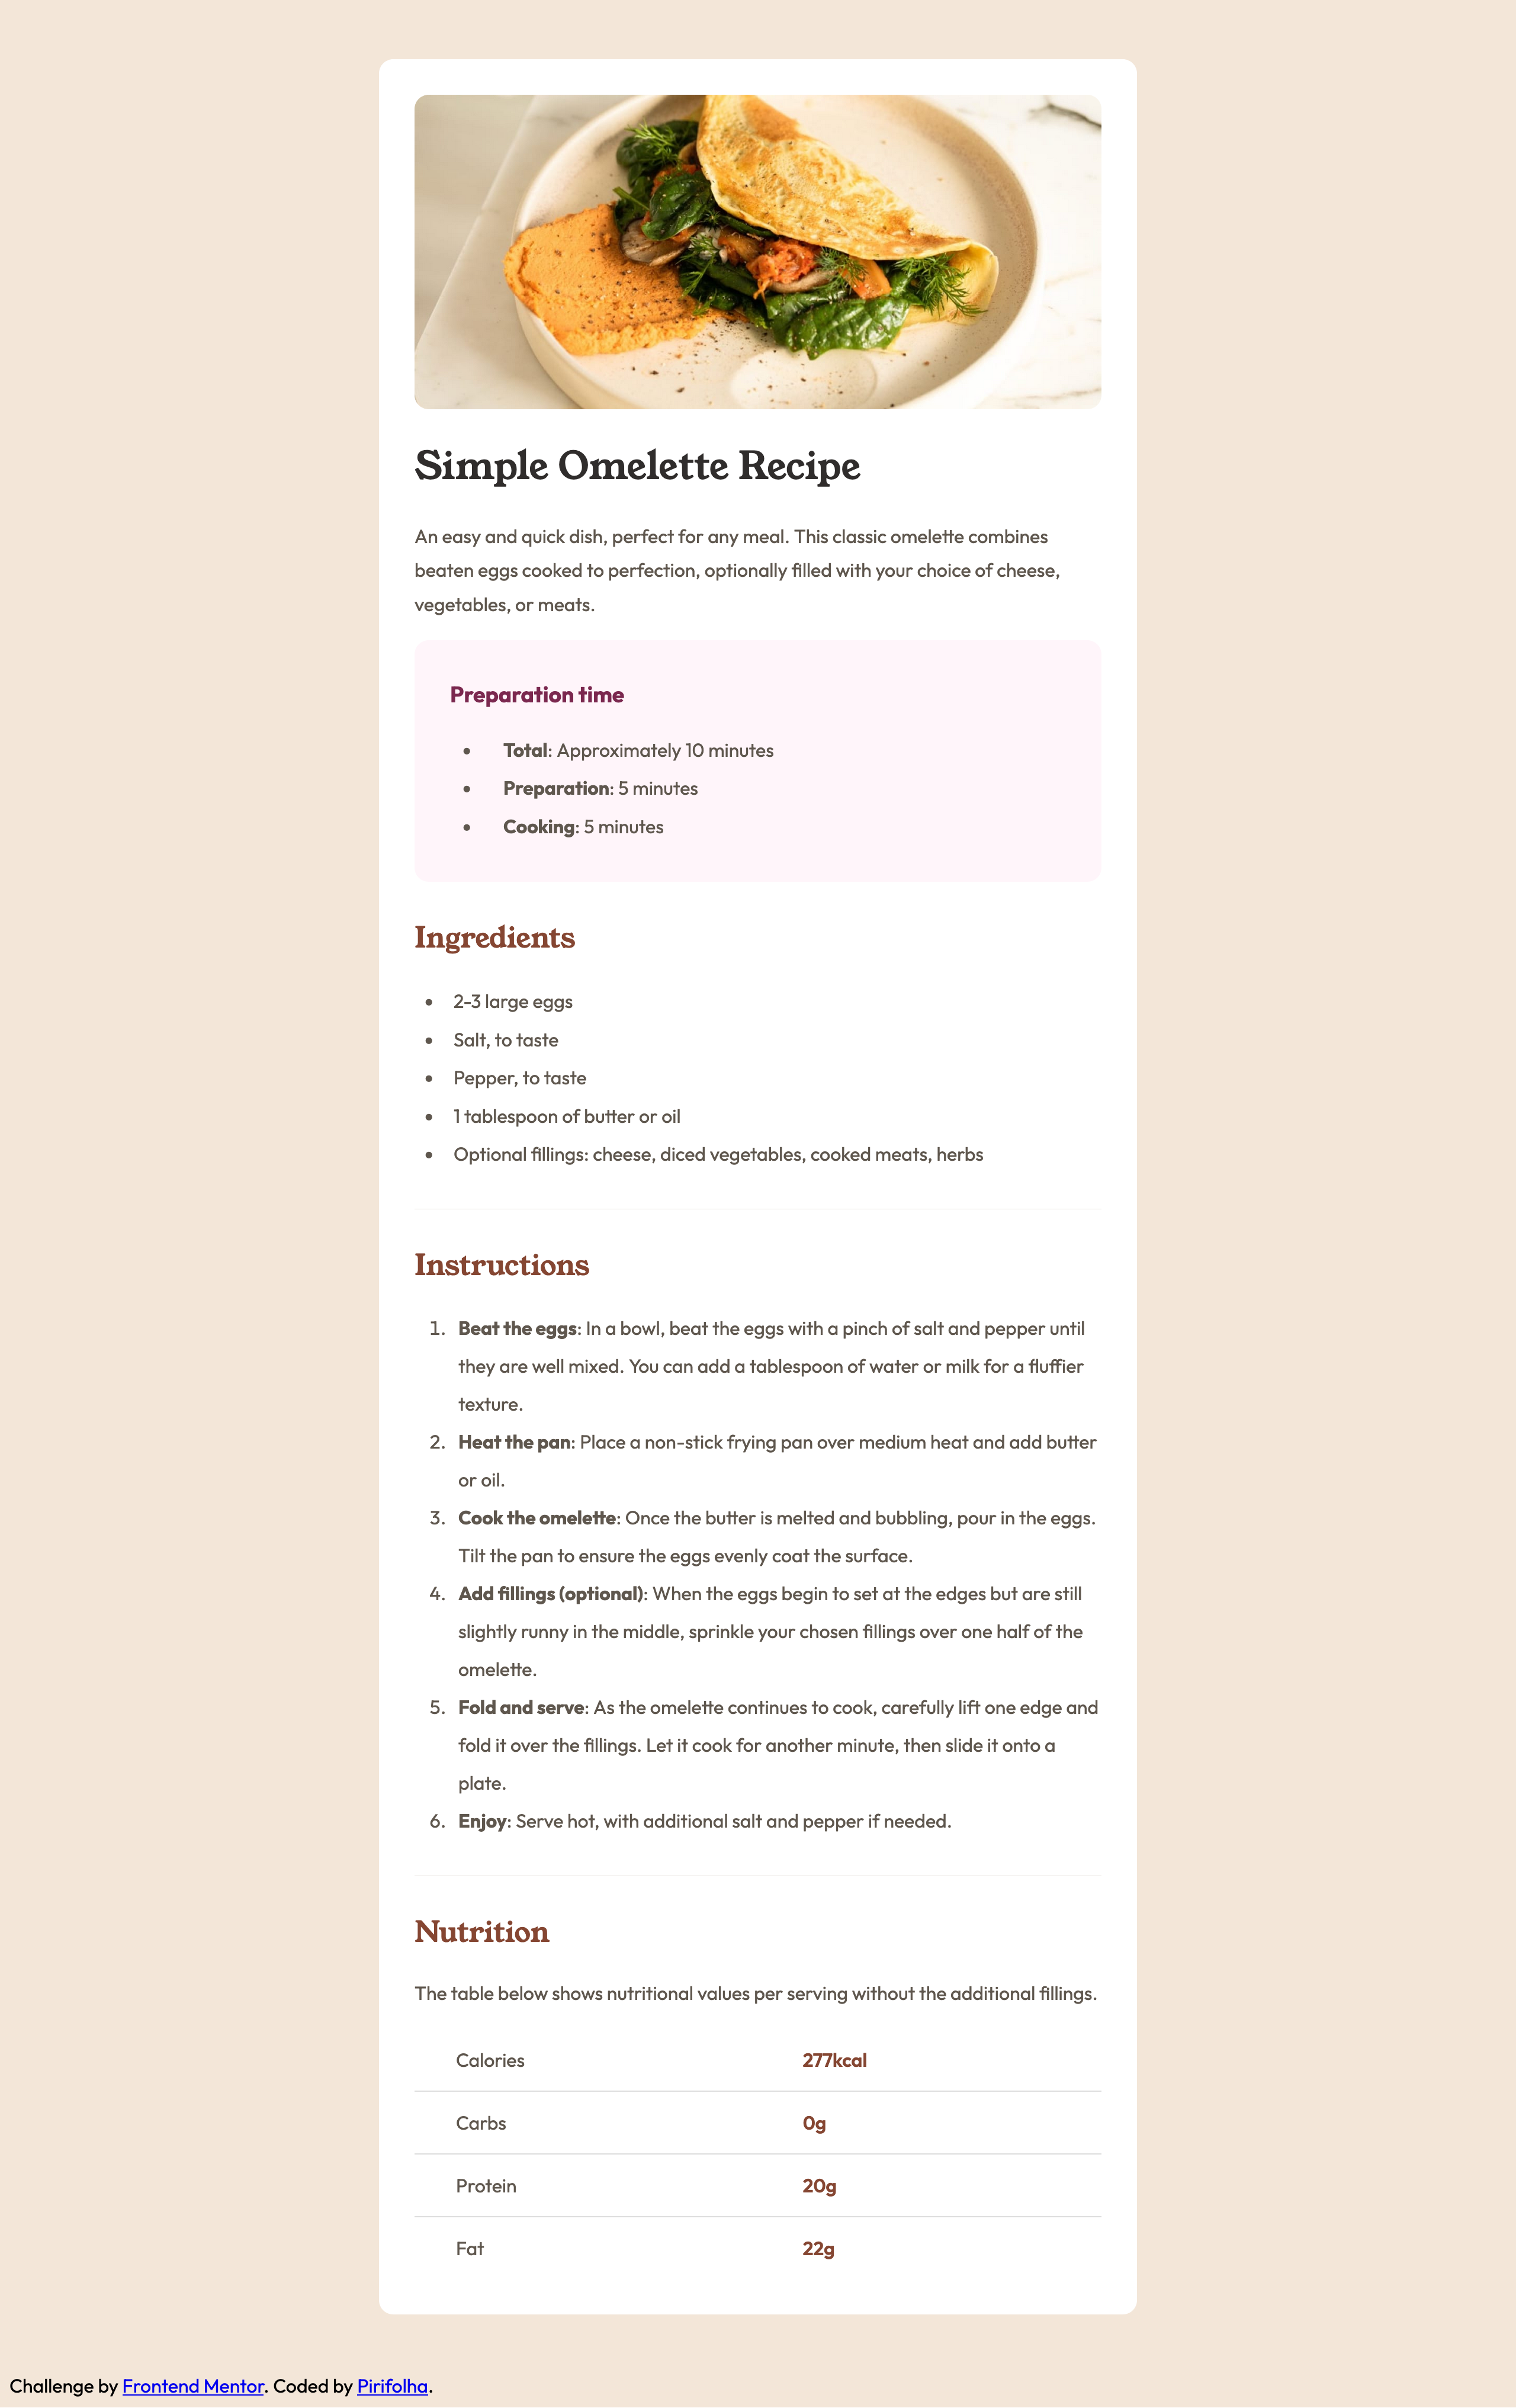 Simple Omelette Recipe
An easy and quick dish, perfect for any meal. This classic omelette combines
beaten eggs cooked to perfection, optionally filled with your choice of cheese,
vegetables, or meats.
Preparation time
• Total: Approximately 10 minutes
• Preparation: 5 minutes
• Cooking: 5 minutes
Ingredients
• 2-3 large eggs
• Salt, to taste
• Pepper, to taste
• 1 tablespoon of butter or oil
• Optional fillings: cheese, diced vegetables, cooked meats, herbs
Instructions
1. Beat the eggs: In a bowl, beat the eggs with a pinch of salt and pepper until
they are well mixed. You can add a tablespoon of water or milk for a fluffier
texture.
2. Heat the pan: Place a non-stick frying pan over medium heat and add butter
or oil.
3. Cook the omelette: Once the butter is melted and bubbling, pour in the eggs.
Tilt the pan to ensure the eggs evenly coat the surface.
4. Add fillings (optional): When the eggs begin to set at the edges but are still
slightly runny in the middle, sprinkle your chosen fillings over one half of the
omelette.
5. Fold and serve: As the omelette continues to cook, carefully lift one edge and
fold it over the fillings. Let it cook for another minute, then slide it onto a
plate.
6. Enjoy: Serve hot, with additional salt and pepper if needed.
Nutrition
The table below shows nutritional values per serving without the additional fillings.
Calories 277kcal
Carbs 0g
Protein 20g
Fat 22g
Challenge by Frontend Mentor. Coded by Pirifolha.